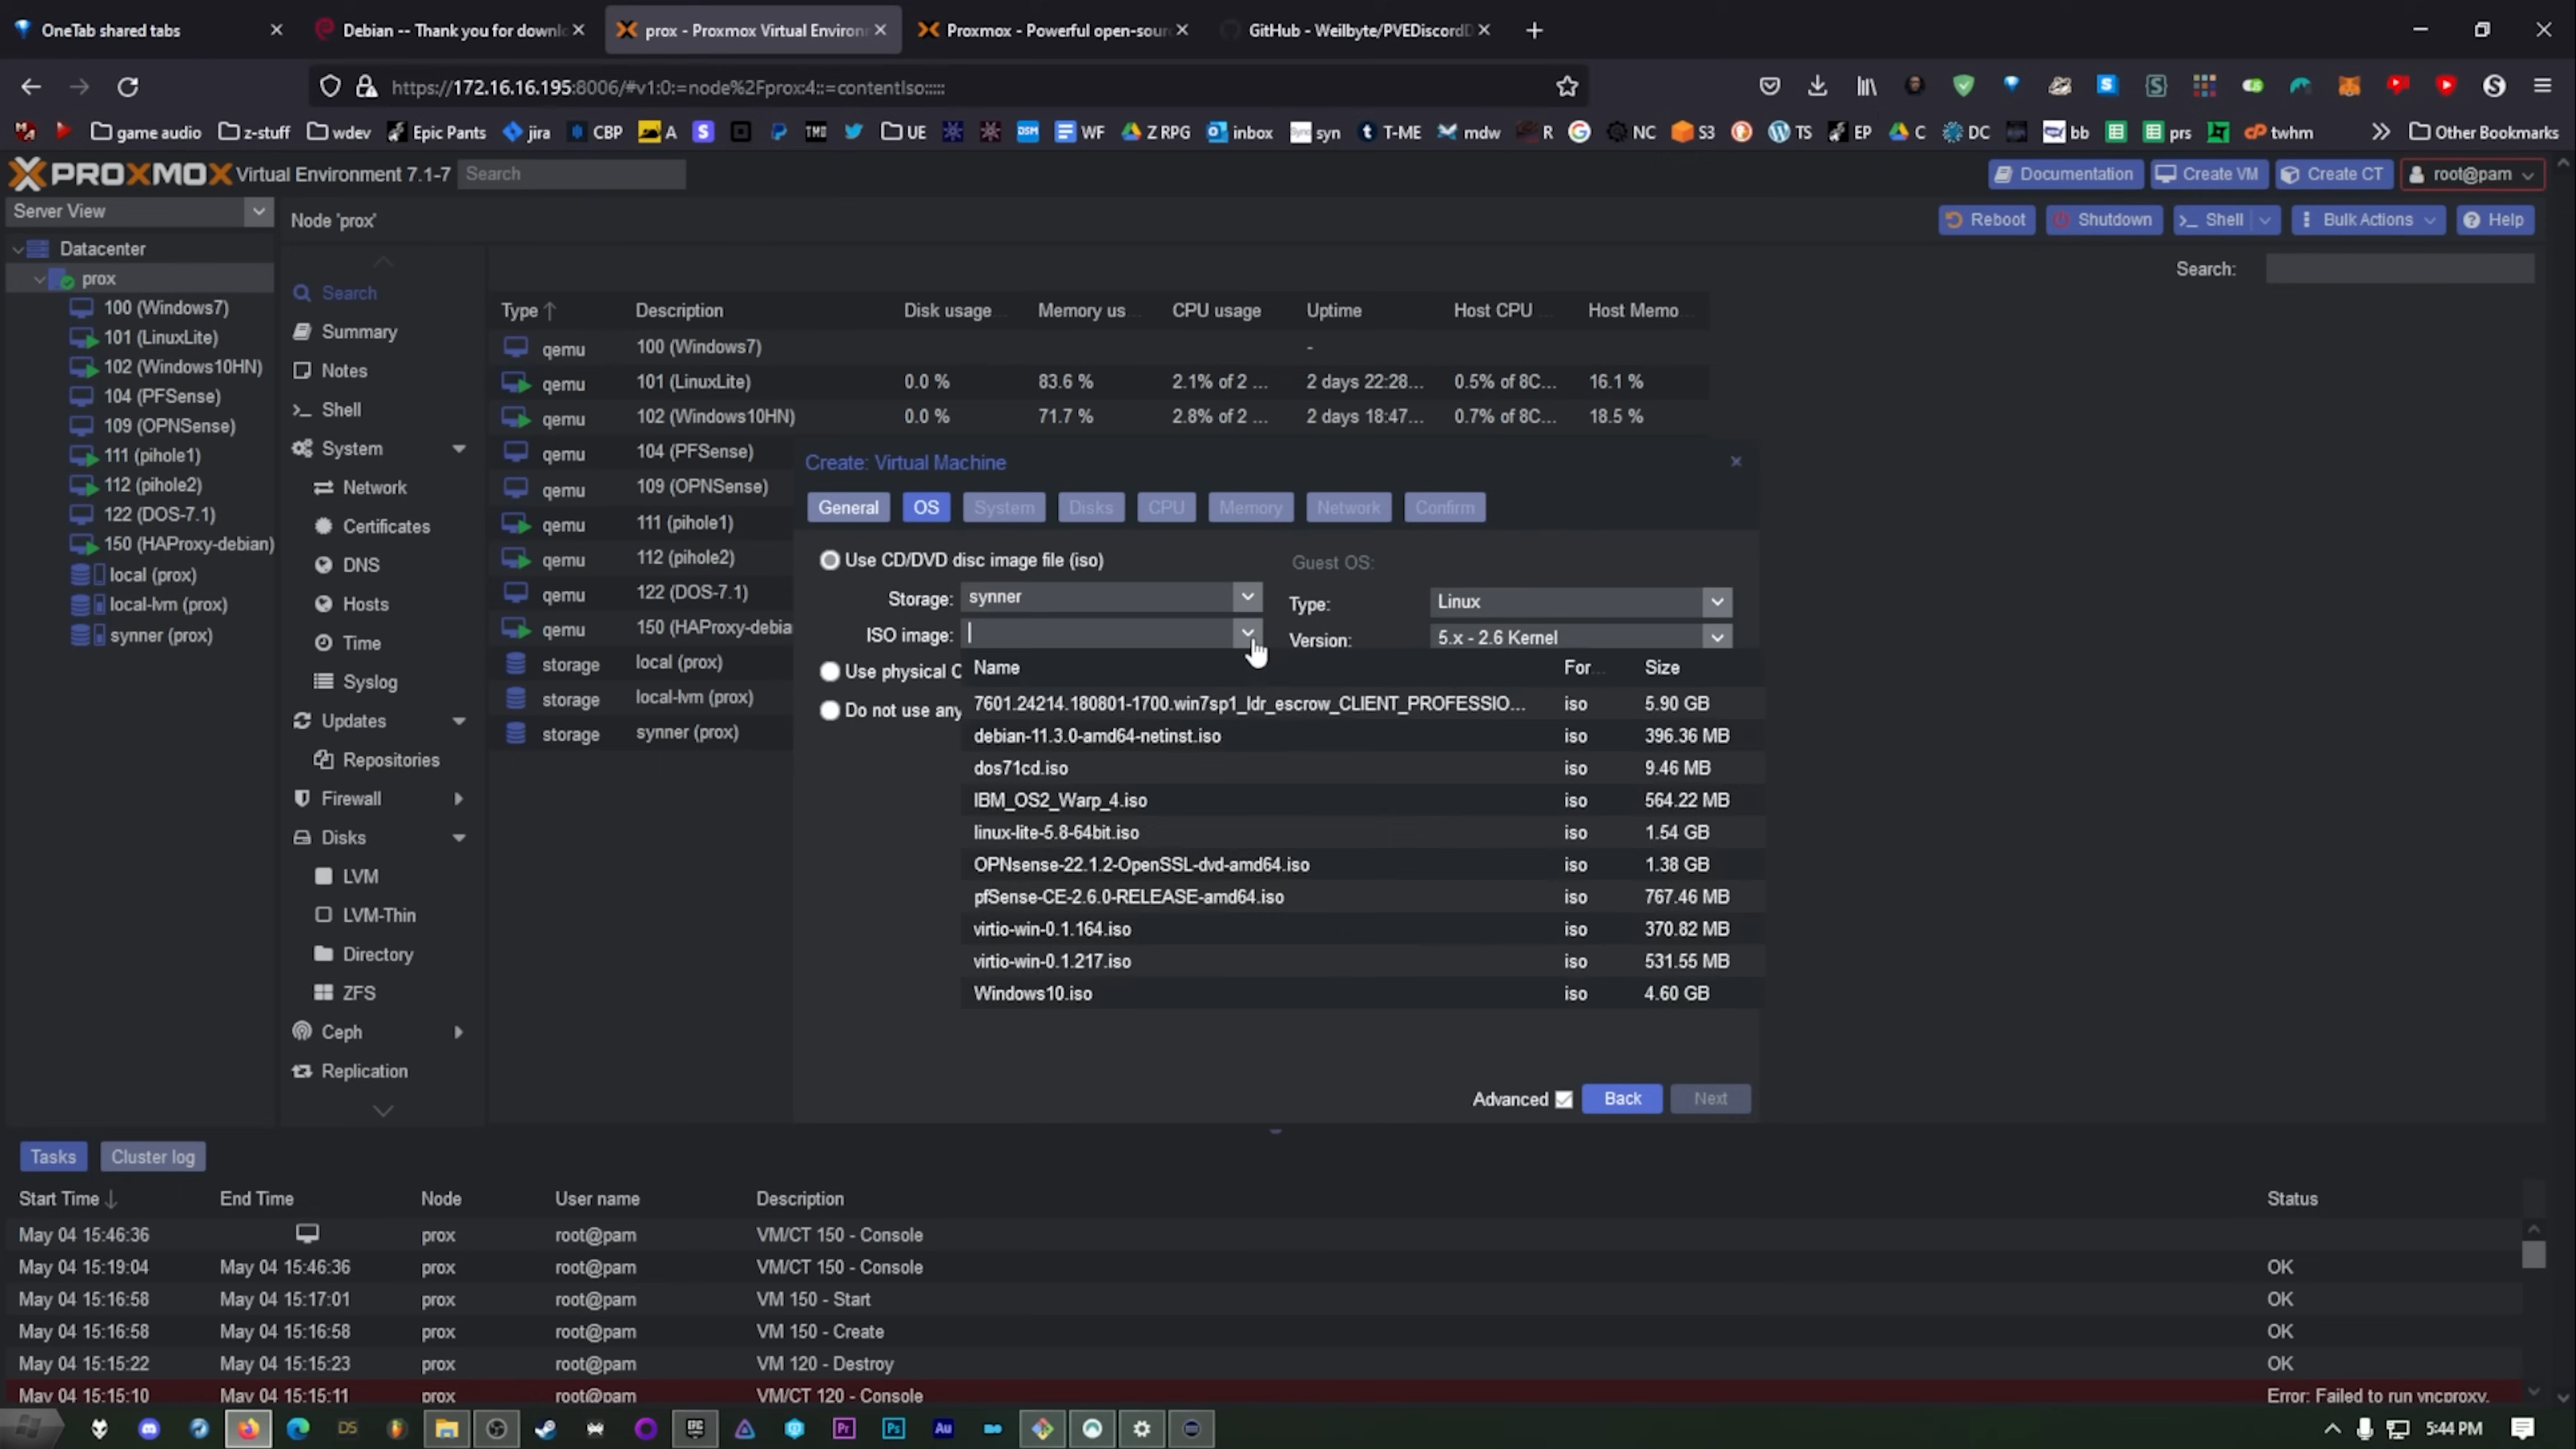 OneTab shared tabs
Debian -- Thank you for downlo
prox - Proxmox Virtual Environm
Proxmox - Powerful open-sour
GitHub - Weilbyte/PVEDiscordD
https://172.16.16.195:8006/#v1:0:=node%2Fprox:4::=contentIso:::::
game audio z-stuff wdev Epic Pants jira CBP A UE WF Z RPG inbox syn T-ME mdw R NC S3 TS EP C DC bb prs twhm Other Bookmarks
PROXMOX Virtual Environment 7.1-7 Search Documentation Create VM Create CT root@pam
Server View
Node 'prox' Reboot Shutdown Shell Bulk Actions Help
Datacenter
prox
100 (Windows7)
101 (LinuxLite)
102 (Windows10HN)
104 (PFSense)
109 (OPNSense)
111 (pihole1)
112 (pihole2)
122 (DOS-7.1)
150 (HAProxy-debian)
local (prox)
local-lvm (prox)
synner (prox)
Search
Summary
Notes
Shell
System
Network
Certificates
DNS
Hosts
Time
Syslog
Updates
Repositories
Firewall
Disks
LVM
LVM-Thin
Directory
ZFS
Ceph
Replication
Search:
Type Description Disk usage... Memory us... CPU usage Uptime Host CPU ... Host Memo...
qemu 100 (Windows7) -
qemu 101 (LinuxLite) 0.0 % 83.6 % 2.1% of 2 ... 2 days 22:28... 0.5% of 8C... 16.1 %
qemu 102 (Windows10HN) 0.0 % 71.7 % 2.8% of 2 ... 2 days 18:47... 0.7% of 8C... 18.5 %
qemu 104 (PFSense)
qemu 109 (OPNSense)
qemu 111 (pihole1)
qemu 112 (pihole2)
qemu 122 (DOS-7.1)
qemu 150 (HAProxy-debia
storage local (prox)
storage local-lvm (prox)
storage synner (prox)
Create: Virtual Machine
General OS System Disks CPU Memory Network Confirm
Use CD/DVD disc image file (iso) Guest OS:
Storage: synner Type: Linux
ISO image: Version: 5.x - 2.6 Kernel
Use physical C
Do not use any
Name For... Size
7601.24214.180801-1700.win7sp1_ldr_escrow_CLIENT_PROFESSIO... iso 5.90 GB
debian-11.3.0-amd64-netinst.iso iso 396.36 MB
dos71cd.iso iso 9.46 MB
IBM_OS2_Warp_4.iso iso 564.22 MB
linux-lite-5.8-64bit.iso iso 1.54 GB
OPNsense-22.1.2-OpenSSL-dvd-amd64.iso iso 1.38 GB
pfSense-CE-2.6.0-RELEASE-amd64.iso iso 767.46 MB
virtio-win-0.1.164.iso iso 370.82 MB
virtio-win-0.1.217.iso iso 531.55 MB
Windows10.iso iso 4.60 GB
Advanced Back Next
Tasks Cluster log
Start Time End Time Node User name Description Status
May 04 15:46:36 prox root@pam VM/CT 150 - Console
May 04 15:19:04 May 04 15:46:36 prox root@pam VM/CT 150 - Console OK
May 04 15:16:58 May 04 15:17:01 prox root@pam VM 150 - Start OK
May 04 15:16:58 May 04 15:16:58 prox root@pam VM 150 - Create OK
May 04 15:15:22 May 04 15:15:23 prox root@pam VM 120 - Destroy OK
May 04 15:15:10 May 04 15:15:11 prox root@pam VM/CT 120 - Console Error: Failed to run vncproxy.
DS Pr Ps Au 5:44 PM